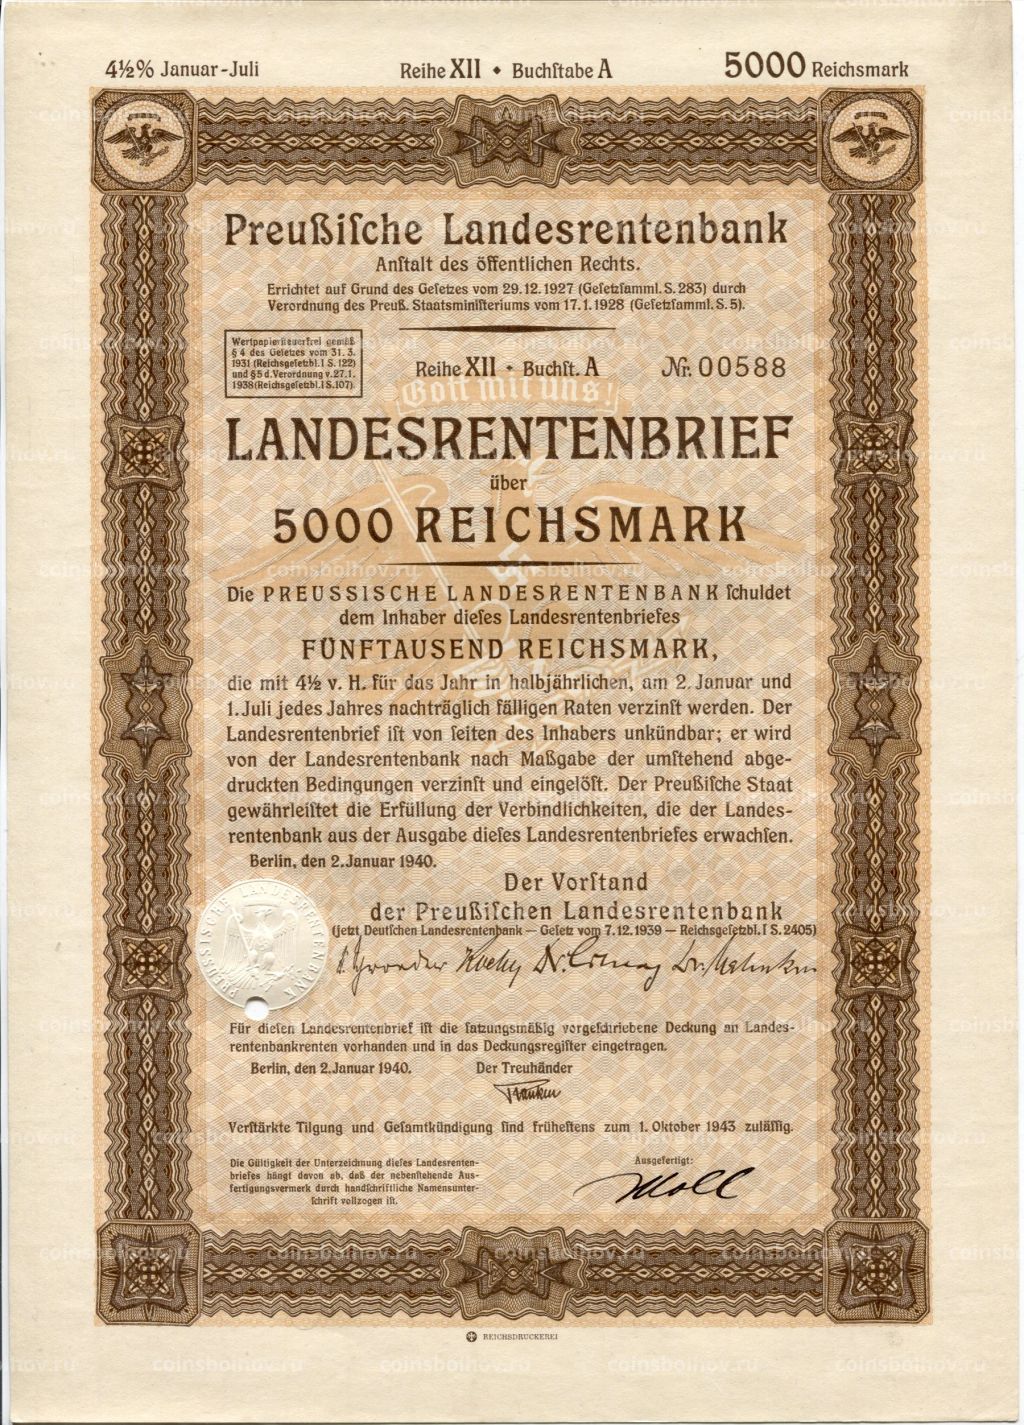 4½% Januar-Juli Reihe XII • Buchſtabe A 5000 Reichsmark
Preußiſche Landesrentenbank
Anſtalt des öffentlichen Rechts.
Errichtet auf Grund des Geſetzes vom 29.12.1927 (Geſetzſamml. S. 283) durch
Verordnung des Preuß. Staatsminiſteriums vom 17.1.1928 (Geſetzſamml. S. 5).
Wertpapierſteuerfrei gemäß
§ 4 des Geſetzes vom 31. 3.
1931 (Reichsgeſetzbl. I S. 122)
und § 5 d. Verordnung v. 27.1.
1938 (Reichsgeſetzbl. I S. 107).
Reihe XII • Buchſt. A Nr. 00588
Gott mit uns!
LANDESRENTENBRIEF
über
5000 REICHSMARK
Die PREUSSISCHE LANDESRENTENBANK ſchuldet
dem Inhaber dieſes Landesrentenbriefes
FÜNFTAUSEND REICHSMARK,
die mit 4½ v. H. für das Jahr in halbjährlichen, am 2. Januar und
1. Juli jedes Jahres nachträglich fälligen Raten verzinſt werden. Der
Landesrentenbrief iſt von ſeiten des Inhabers unkündbar; er wird
von der Landesrentenbank nach Maßgabe der umſtehend abge-
druckten Bedingungen verzinſt und eingelöſt. Der Preußiſche Staat
gewährleiſtet die Erfüllung der Verbindlichkeiten, die der Landes-
rentenbank aus der Ausgabe dieſes Landesrentenbriefes erwachſen.
Berlin, den 2. Januar 1940.
Der Vorſtand
der Preußiſchen Landesrentenbank
(jetzt Deutſchen Landesrentenbank — Geſetz vom 7.12.1939 — Reichsgeſetzbl. I S. 2405)
PREUSSISCHE LANDESRENTENBANK
Für dieſen Landesrentenbrief iſt die ſatzungsmäßig vorgeſchriebene Deckung an Landes-
rentenbankrenten vorhanden und in das Deckungsregiſter eingetragen.
Berlin, den 2. Januar 1940. Der Treuhänder
Verſtärkte Tilgung und Geſamtkündigung ſind früheſtens zum 1. Oktober 1943 zuläſſig.
Die Gültigkeit der Unterzeichnung dieſes Landesrenten-
briefes hängt davon ab, daß der nebenſtehende Aus-
fertigungsvermerk durch handſchriftliche Namensunter-
ſchrift vollzogen iſt.
Ausgefertigt:
Moll
REICHSDRUCKEREI
coinsbolhov.ru